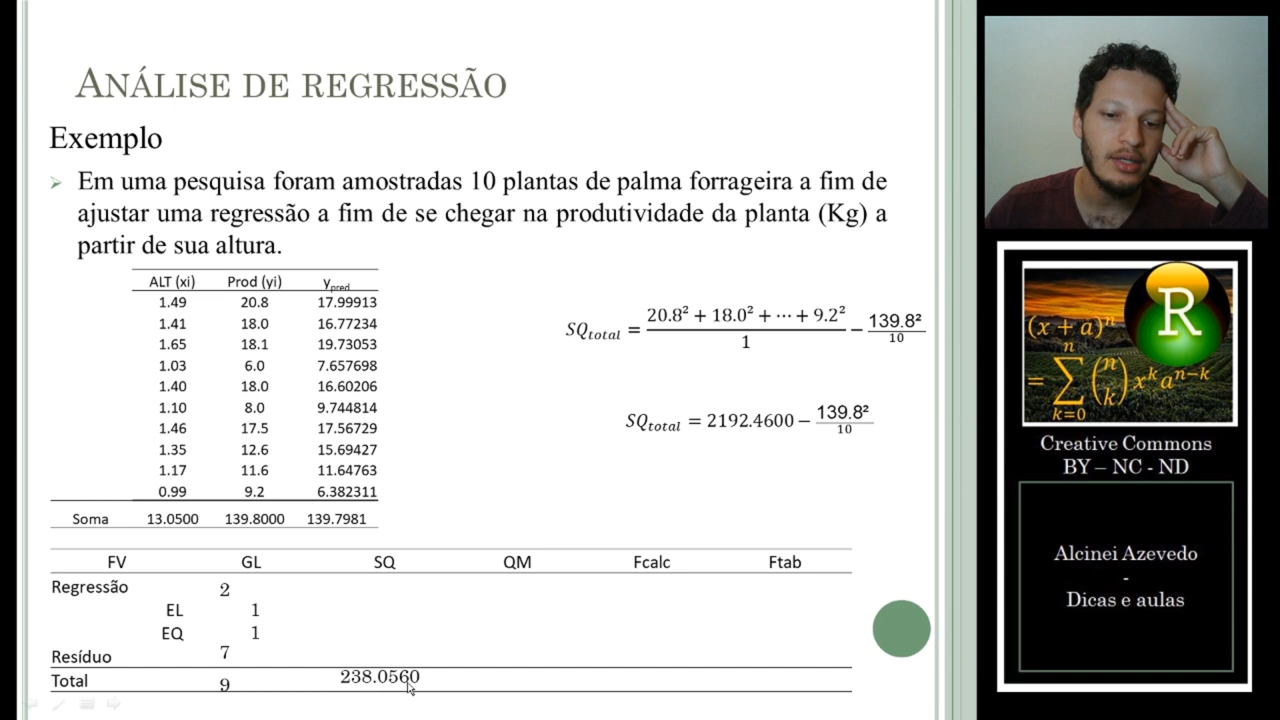 ANÁLISE DE REGRESSÃO
Exemplo
Em uma pesquisa foram amostradas 10 plantas de palma forrageira a fim de
ajustar uma regressão a fim de se chegar na produtividade da planta (Kg) a
partir de sua altura.
ALT (xi) Prod (yi) ypred
1.49 20.8 17.99913
1.41 18.0 16.77234
1.65 18.1 19.73053
1.03 6.0 7.657698
1.40 18.0 16.60206
1.10 8.0 9.744814
1.46 17.5 17.56729
1.35 12.6 15.69427
1.17 11.6 11.64763
0.99 9.2 6.382311
Soma 13.0500 139.8000 139.7981
SQtotal = (20.8² + 18.0² + ⋯ + 9.2²)/1 − 139.8²/10
SQtotal = 2192.4600 − 139.8²/10
FV GL SQ QM Fcalc Ftab
Regressão 2
EL 1
EQ 1
Resíduo 7
Total 9 238.0560
R
(x + a)ⁿ
= ∑ₖ₌₀ⁿ (n k) xᵏaⁿ⁻ᵏ
Creative Commons
BY – NC - ND
Alcinei Azevedo
-
Dicas e aulas